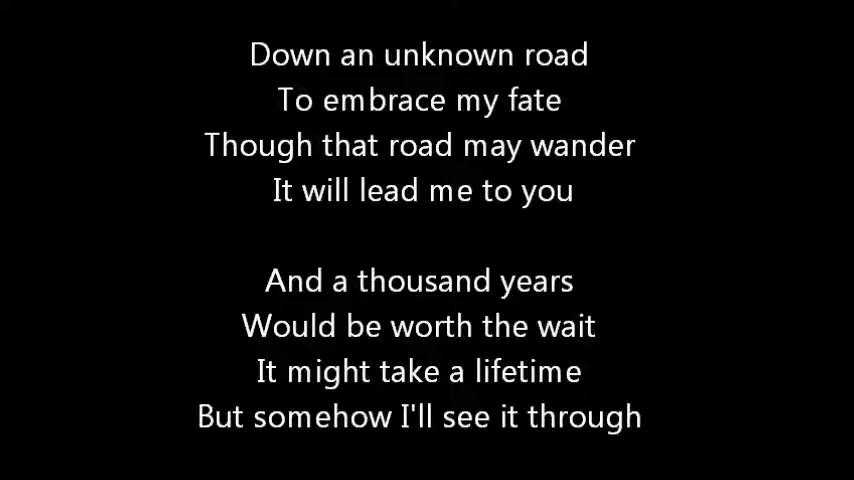 Down an unknown road
To embrace my fate
Though that road may wander
It will lead me to you
And a thousand years
Would be worth the wait
It might take a lifetime
But somehow I'll see it through